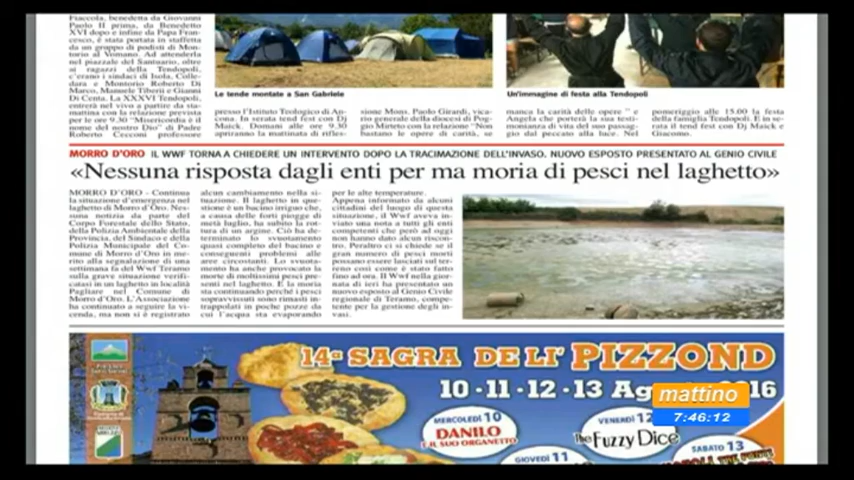 Fiaccola, benedetta da Giovanni
Paolo II prima, da Benedetto
XVI dopo e infine da Papa Fran-
cesco, è stata portata in staffetta
da un gruppo di podisti di Mon-
torio al Vomano. Ad attenderla
nel piazzale del Santuario, oltre
ai ragazzi della Tendopoli,
c'erano i sindaci di Isola, Colle-
dara e Montorio Roberto Di
Marco, Manuele Tiberii e Gianni
Di Centa. La XXXVI Tendopoli,
entrerà nel vivo a partire da sta-
mattina con la relazione prevista
per le ore 9.30 "Misericordia è il
nome del nostro Dio" di Padre
Roberto Cecconi professore
Le tende montate a San Gabriele
presso l'Istituto Teologico di An-
cona. In serata tend fest con Dj
Maick. Domani alle ore 9.30
apriranno la mattinata di rifles-
sione Mons. Paolo Girardi, vica-
rio generale della diocesi di Pog-
gio Mirteto con la relazione "Non
bastano le opere di carità, se
Un'immagine di festa alla Tendopoli
manca la carità delle opere " e
Angela che porterà la sua testi-
monianza di vita del suo passag-
gio dal peccato alla luce. Nel
pomeriggio alle 15.00 la festa
della famiglia Tendopoli. E in se-
rata il tend fest con Dj Maick e
Giacomo.
MORRO D'ORO IL WWF TORNA A CHIEDERE UN INTERVENTO DOPO LA TRACIMAZIONE DELL'INVASO. NUOVO ESPOSTO PRESENTATO AL GENIO CIVILE
«Nessuna risposta dagli enti per ma moria di pesci nel laghetto»
MORRO D'ORO - Continua
la situazione d'emergenza nel
laghetto di Morro d'Oro. Nes-
suna notizia da parte del
Corpo Forestale dello Stato,
della Polizia Ambientale della
Provincia, del Sindaco e della
Polizia Municipale del Co-
mune di Morro d'Oro in me-
rito alla segnalazione di una
settimana fa del Wwf Teramo
sulla grave situazione verifi-
catasi in un laghetto in località
Pagliare nel Comune di
Morro d'Oro. L'Associazione
ha continuato a seguire la vi-
cenda, ma non si è registrato
alcun cambiamento nella si-
tuazione. Il laghetto in que-
stione è un bacino irriguo che,
a causa delle forti piogge di
metà luglio, ha subito la rot-
tura di un argine. Ciò ha de-
terminato lo svuotamento
quasi completo del bacino e
conseguenti problemi alle
aree circostanti. Lo svuota-
mento ha anche provocato la
morte di moltissimi pesci pre-
senti nel laghetto. E la moria
sta continuando perché i pesci
sopravvissuti sono rimasti in-
trappolati in poche pozze da
cui l'acqua sta evaporando
per le alte temperature.
Appena informato da alcuni
cittadini del luogo di questa
situazione, il Wwf aveva in-
viato una nota a tutti gli enti
competenti che però ad oggi
non hanno dato alcun riscon-
tro. Peraltro ci si chiede se il
gran numero di pesci morti
possano essere lasciati sul ter-
reno così come è stato fatto
fino ad ora. Il Wwf nella gior-
nata di ieri ha presentato un
nuovo esposto al Genio Civile
regionale di Teramo, compe-
tente per la gestione degli in-
vasi.
14ª SAGRA DE LI' PIZZOND
10·11·12·13
2016
MERCOLEDÌ 10
DANILO
E IL SUO ORGANETTO
VENERDÌ 12
The Fuzzy Dice
GIOVEDÌ 11
SABATO 13
mattino
7:46:12